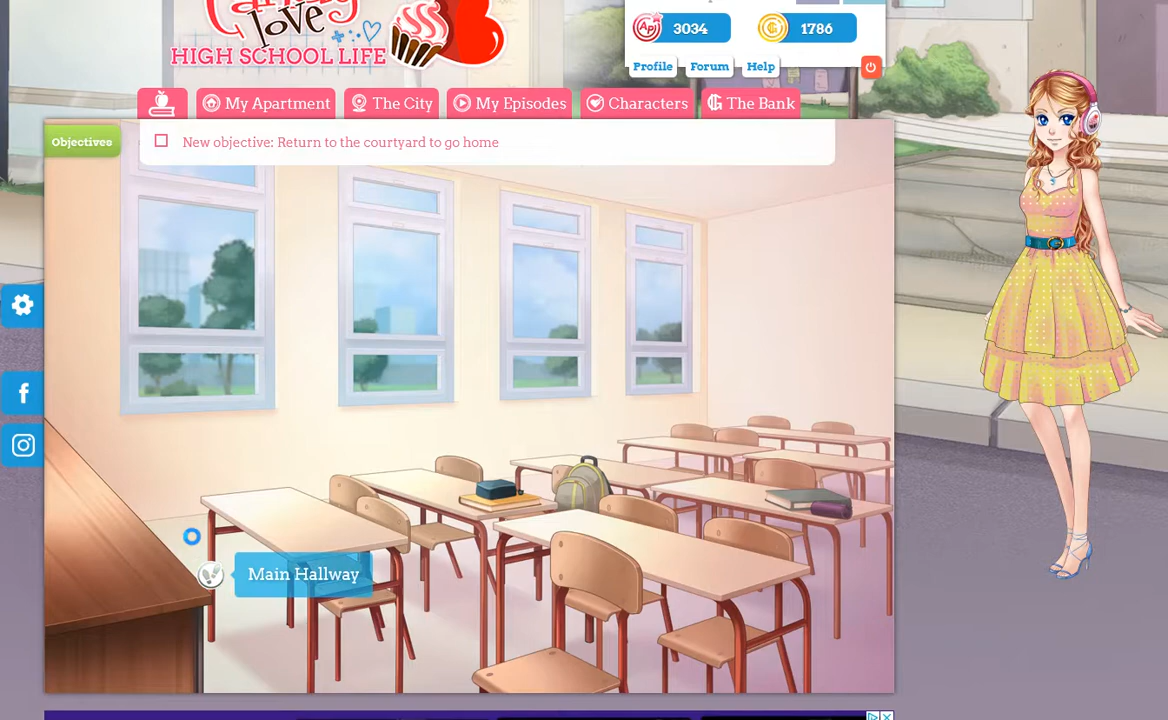 love
HIGH SCHOOL LIFE
3034
1786
Profile
Forum
Help
My Apartment
The City
My Episodes
Characters
The Bank
Objectives
New objective: Return to the courtyard to go home
Main Hallway